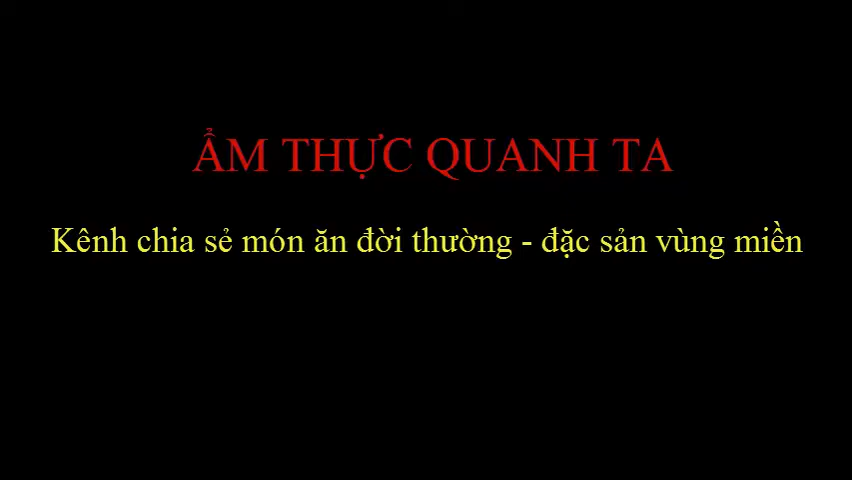 ẨM THỰC QUANH TA
Kênh chia sẻ món ăn đời thường - đặc sản vùng miền